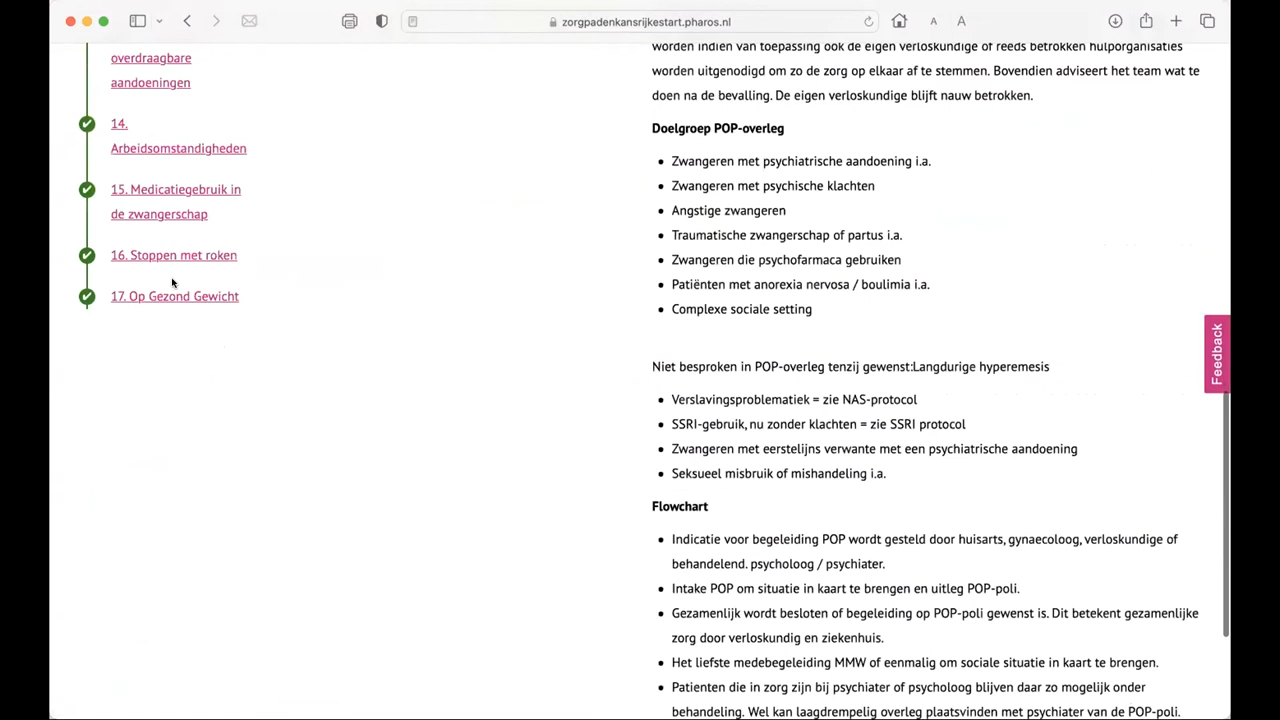 zorgpadenkansrijkestart.pharos.nl
A
A
overdraagbare
aandoeningen
14.
Arbeidsomstandigheden
15. Medicatiegebruik in
de zwangerschap
16. Stoppen met roken
17. Op Gezond Gewicht
worden indien van toepassing ook de eigen verloskundige of reeds betrokken hulporganisaties
worden uitgenodigd om zo de zorg op elkaar af te stemmen. Bovendien adviseert het team wat te
doen na de bevalling. De eigen verloskundige blijft nauw betrokken.
Doelgroep POP-overleg
Zwangeren met psychiatrische aandoening i.a.
Zwangeren met psychische klachten
Angstige zwangeren
Traumatische zwangerschap of partus i.a.
Zwangeren die psychofarmaca gebruiken
Patiënten met anorexia nervosa / boulimia i.a.
Complexe sociale setting
Niet besproken in POP-overleg tenzij gewenst:Langdurige hyperemesis
Verslavingsproblematiek = zie NAS-protocol
SSRI-gebruik, nu zonder klachten = zie SSRI protocol
Zwangeren met eerstelijns verwante met een psychiatrische aandoening
Seksueel misbruik of mishandeling i.a.
Flowchart
Indicatie voor begeleiding POP wordt gesteld door huisarts, gynaecoloog, verloskundige of
behandelend. psycholoog / psychiater.
Intake POP om situatie in kaart te brengen en uitleg POP-poli.
Gezamenlijk wordt besloten of begeleiding op POP-poli gewenst is. Dit betekent gezamenlijke
zorg door verloskundig en ziekenhuis.
Het liefste medebegeleiding MMW of eenmalig om sociale situatie in kaart te brengen.
Patienten die in zorg zijn bij psychiater of psycholoog blijven daar zo mogelijk onder
behandeling. Wel kan laagdrempelig overleg plaatsvinden met psychiater van de POP-poli.
Feedback